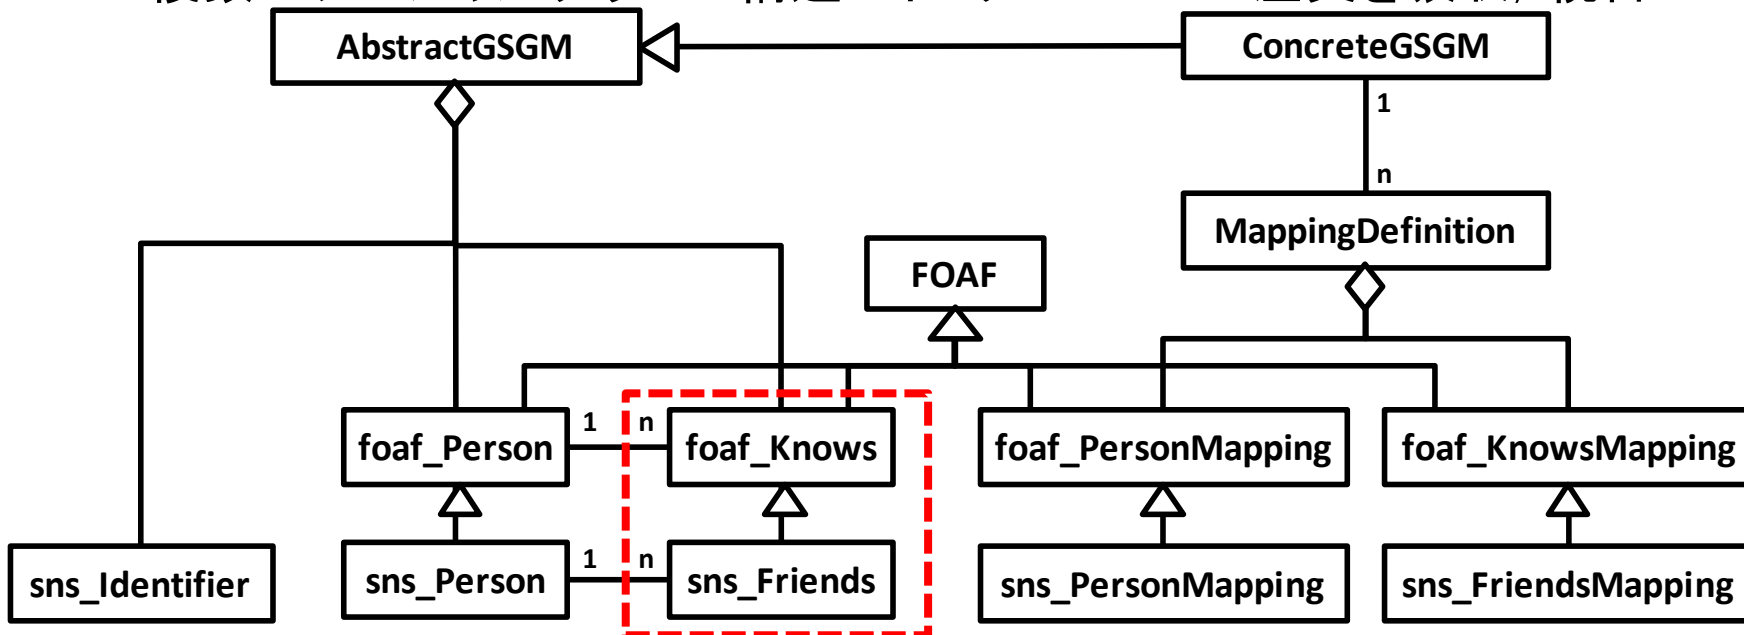 AbstractGSGM
ConcreteGSGM
1
n
MappingDefinition
FOAF
foaf_Person
1
n
foaf_Knows
foaf_PersonMapping
foaf_KnowsMapping
sns_Identifier
sns_Person
1
n
sns_Friends
sns_PersonMapping
sns_FriendsMapping